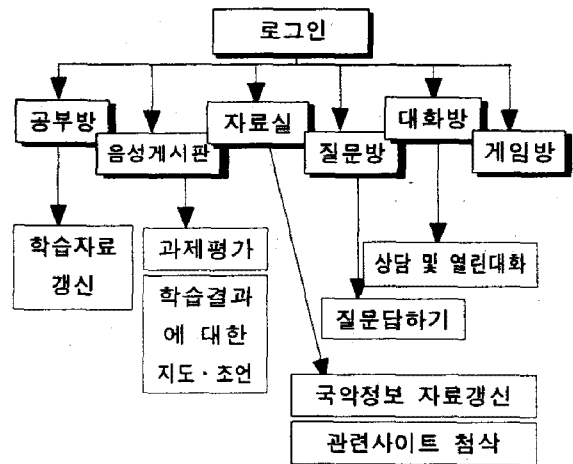 로그인
공부방
음성게시판
자료실
질문방
대화방
게임방
학습자료
갱신
과제평가
학습결과
에 대한
지도·조언
상담 및 열린대화
질문답하기
국악정보 자료갱신
관련사이트 첨삭